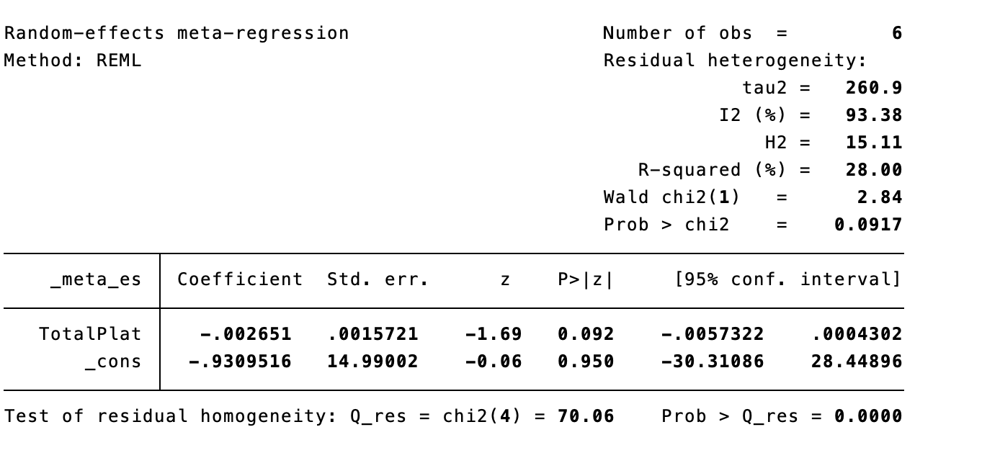 Random-effects meta-regression Number of obs = 6
Method: REML Residual heterogeneity:
tau2 = 260.9
I2 (%) = 93.38
H2 = 15.11
R-squared (%) = 28.00
Wald chi2(1) = 2.84
Prob > chi2 = 0.0917
_meta_es Coefficient Std. err. z P>|z| [95% conf. interval]
TotalPlat -.002651 .0015721 -1.69 0.092 -.0057322 .0004302
_cons -.9309516 14.99002 -0.06 0.950 -30.31086 28.44896
Test of residual homogeneity: Q_res = chi2(4) = 70.06 Prob > Q_res = 0.0000